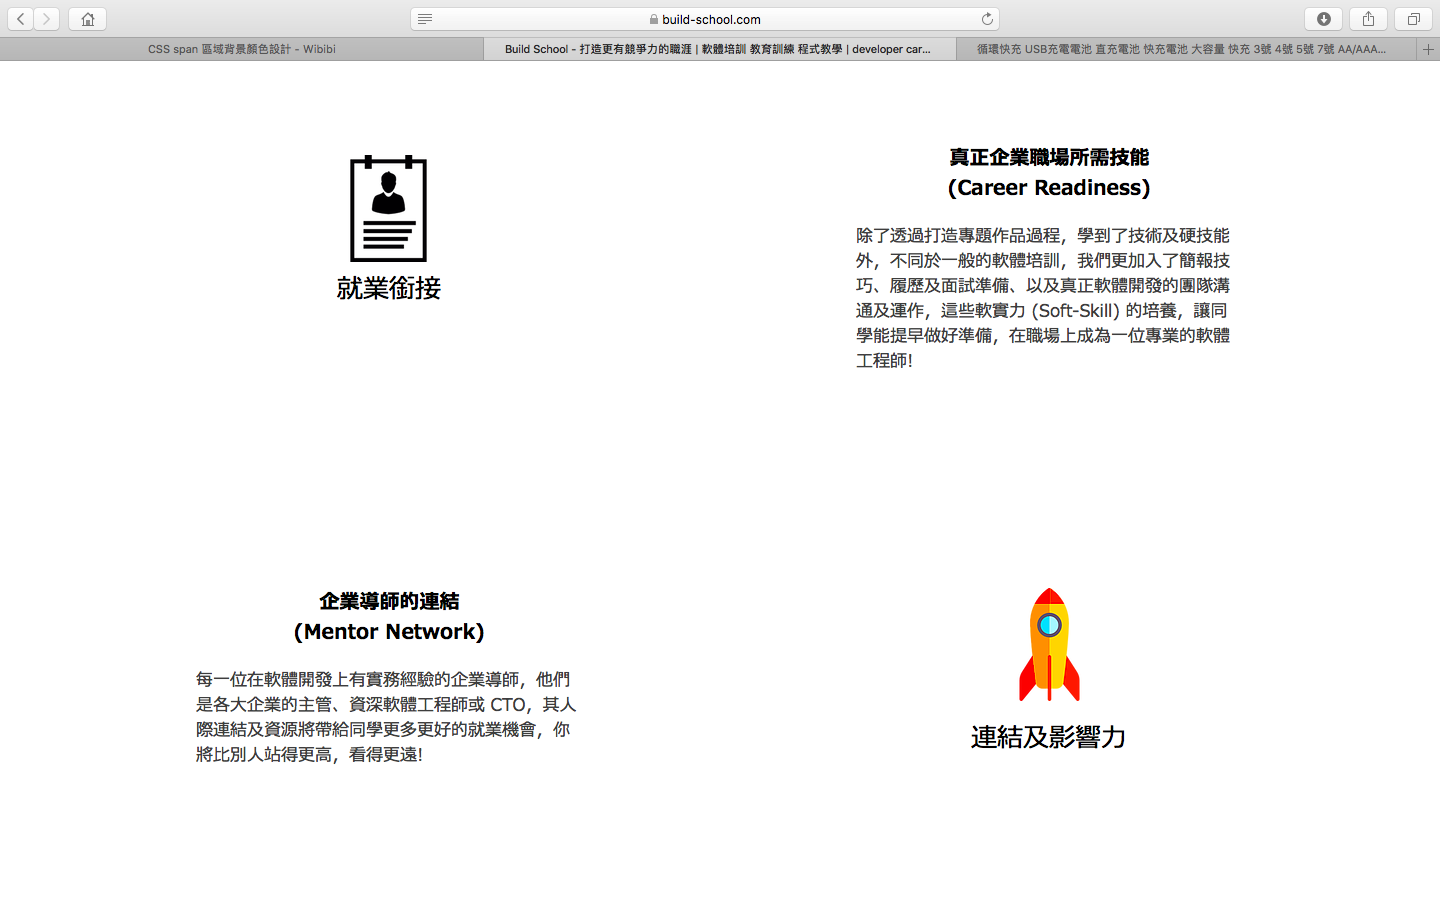 build-school.com
CSS span 區域背景顏色設計 - Wibibi
Build School - 打造更有競爭力的職涯 | 軟體培訓 教育訓練 程式教學 | developer car...
循環快充 USB充電電池 直充電池 快充電池 大容量 快充 3號 4號 5號 7號 AA/AAA...
就業銜接
真正企業職場所需技能
(Career Readiness)
除了透過打造專題作品過程，學到了技術及硬技能
外，不同於一般的軟體培訓，我們更加入了簡報技
巧、履歷及面試準備、以及真正軟體開發的團隊溝
通及運作，這些軟實力 (Soft-Skill) 的培養，讓同
學能提早做好準備，在職場上成為一位專業的軟體
工程師!
企業導師的連結
(Mentor Network)
每一位在軟體開發上有實務經驗的企業導師，他們
是各大企業的主管、資深軟體工程師或 CTO，其人
際連結及資源將帶給同學更多更好的就業機會，你
將比別人站得更高，看得更遠!
連結及影響力